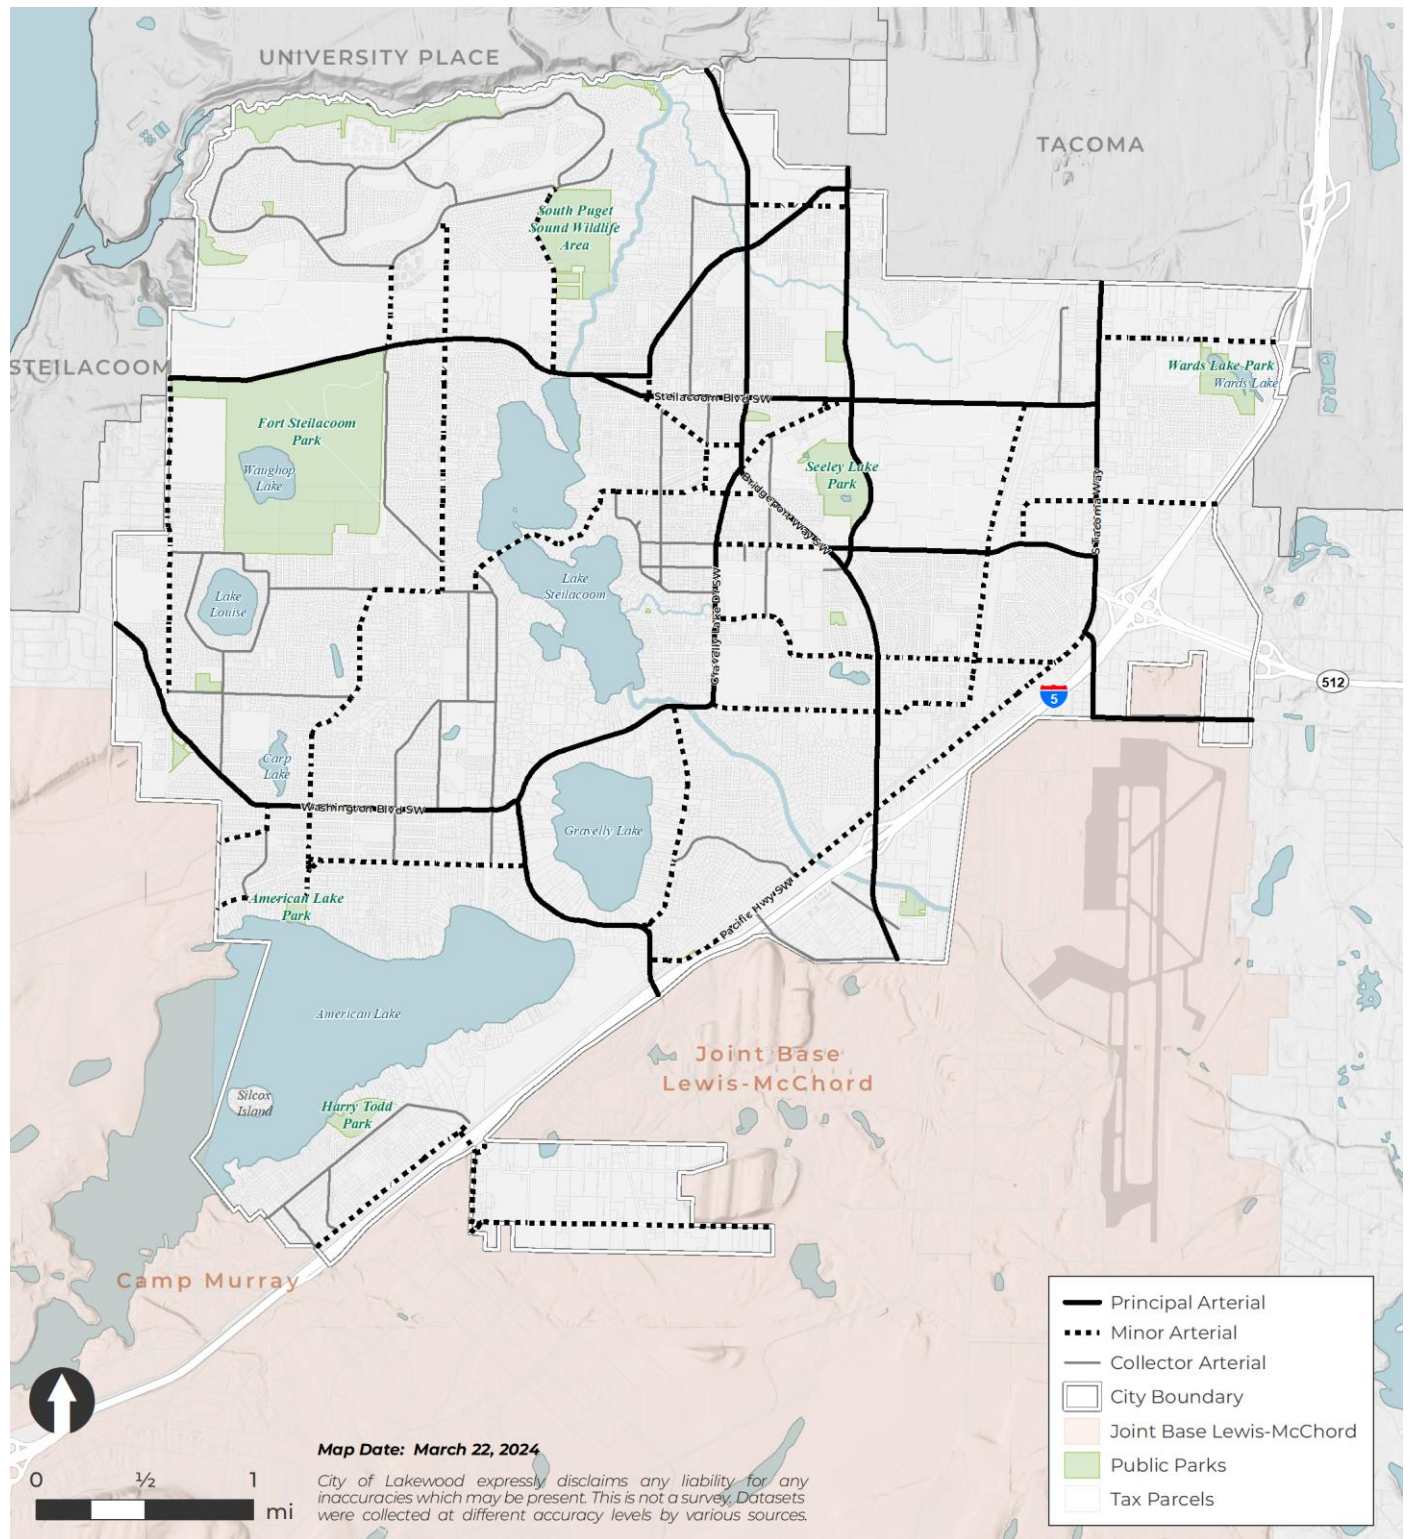 UNIVERSITY PLACE
TACOMA
South Puget
Sound Wildlife
Area
STEILACOOM
Wards Lake Park
Wards Lake
Steilacoom Blvd SW
Fort Steilacoom
Park
Waughop
Lake
Seeley Lake
Park
Bridgeport Way SW
S Tacoma Way
Lake
Louise
Lake
Steilacoom
Gravelly Lake Dr SW
512
5
Carp
Lake
Washington Blvd SW
Gravelly Lake
American Lake
Park
Pacific Hwy SW
American Lake
Joint Base
Lewis-McChord
Silcox
Island
Harry Todd
Park
Camp Murray
Principal Arterial
Minor Arterial
Collector Arterial
City Boundary
Joint Base Lewis-McChord
Public Parks
Tax Parcels
Map Date: March 22, 2024
0 ½ 1
mi
City of Lakewood expressly disclaims any liability for any
inaccuracies which may be present. This is not a survey. Datasets
were collected at different accuracy levels by various sources.